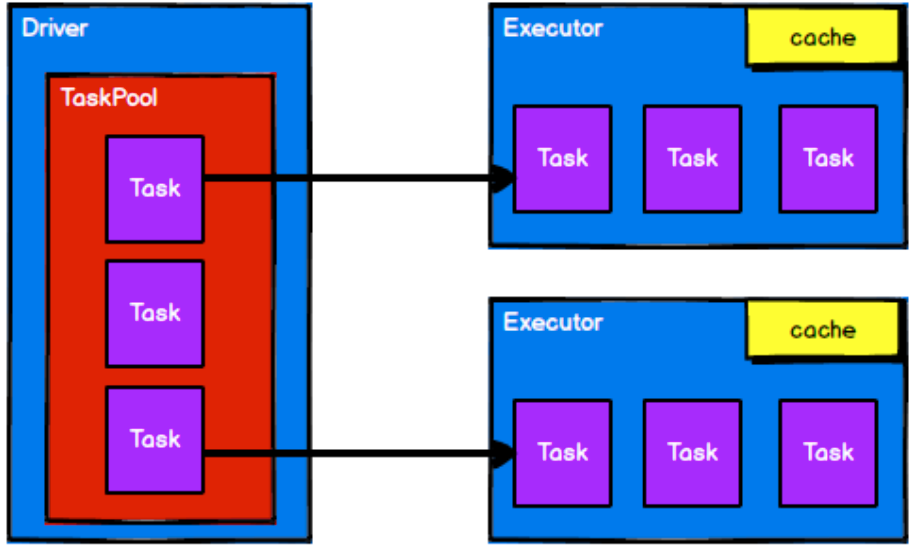 Driver
TaskPool
Task
Task
Task
Executor
cache
Task Task Task
Executor
cache
Task Task Task